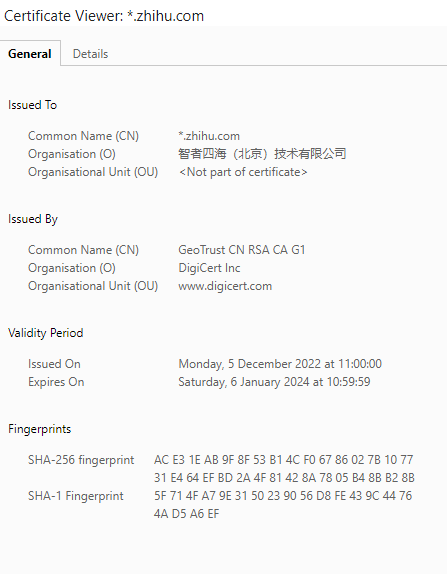 Certificate Viewer: *.zhihu.com
General Details
Issued To
Common Name (CN) *.zhihu.com
Organisation (O) 智者四海（北京）技术有限公司
Organisational Unit (OU) <Not part of certificate>
Issued By
Common Name (CN) GeoTrust CN RSA CA G1
Organisation (O) DigiCert Inc
Organisational Unit (OU) www.digicert.com
Validity Period
Issued On Monday, 5 December 2022 at 11:00:00
Expires On Saturday, 6 January 2024 at 10:59:59
Fingerprints
SHA-256 fingerprint AC E3 1E AB 9F 8F 53 B1 4C F0 67 86 02 7B 10 77
31 E4 64 EF BD 2A 4F 81 42 8A 78 05 B4 8B B2 8B
SHA-1 Fingerprint 5F 71 4F A7 9E 31 50 23 90 56 D8 FE 43 9C 44 76
4A D5 A6 EF